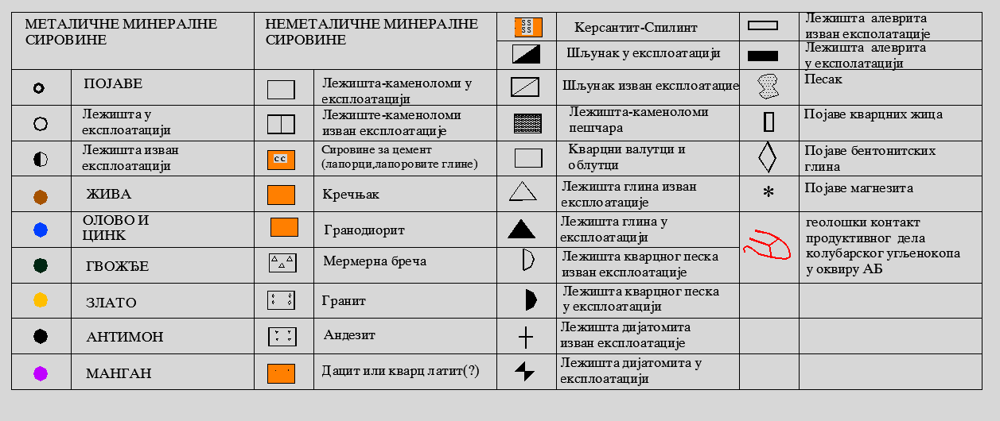 МЕТАЛИЧНЕ МИНЕРАЛНЕ
СИРОВИНЕ
ПОЈАВЕ
Лежишта у
експлоатацији
Лежишта изван
експлоатације
ЖИВА
ОЛОВО И
ЦИНК
ГВОЖЂЕ
ЗЛАТО
АНТИМОН
МАНГАН
НЕМЕТАЛИЧНЕ МИНЕРАЛНЕ
СИРОВИНЕ
Лежишта-каменоломи у
експлоатацији
Лежиште-каменоломи
изван експлоатације
сс
Сировине за цемент
(лапорци,лапоровите глине)
Кречњак
Гранодиорит
Мермерна бреча
Гранит
Андезит
Дацит или кварц латит(?)
SS
SS
Керсантит-Спилинт
Шљунак у експлоатацији
Шљунак изван експлоатације
Лежишта-каменоломи
пешчара
Кварцни валутци и
облутци
Лежишта глина изван
експлоатације
Лежишта глина у
експлоатацији
Лежишта кварцног песка
изван експлоатације
Лежишта кварцног песка
у експлоатацији
Лежишта дијатомита
изван експлоатације
Лежишта дијатомита у
експлоатацији
Лежишта алеврита
изван експолатације
Лежишта алеврита
у експолатацији
Песак
Појаве кварцних жица
Појаве бентонитских
глина
Појаве магнезита
геолошки контакт
продуктивног дела
колубарског угљенокопа
у оквиру АБ